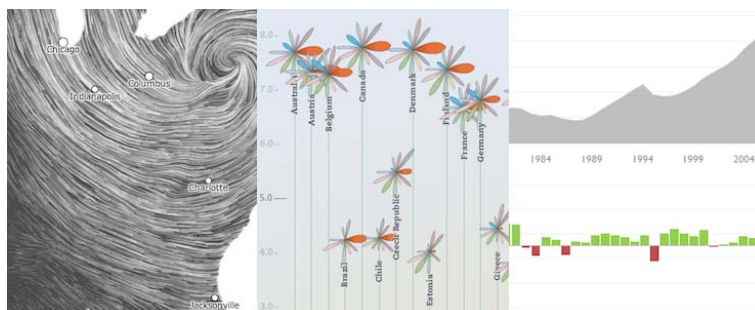 Chicago
Columbus
Indianapolis
Charlotte
Jacksonville
8.0
7.0
6.0
5.0
4.0
3.0
Austria
Belgium
Canada
Denmark
Finland
France
Germany
Czech Republic
Brazil
Chile
Estonia
Greece
1984
1989
1994
1999
2004